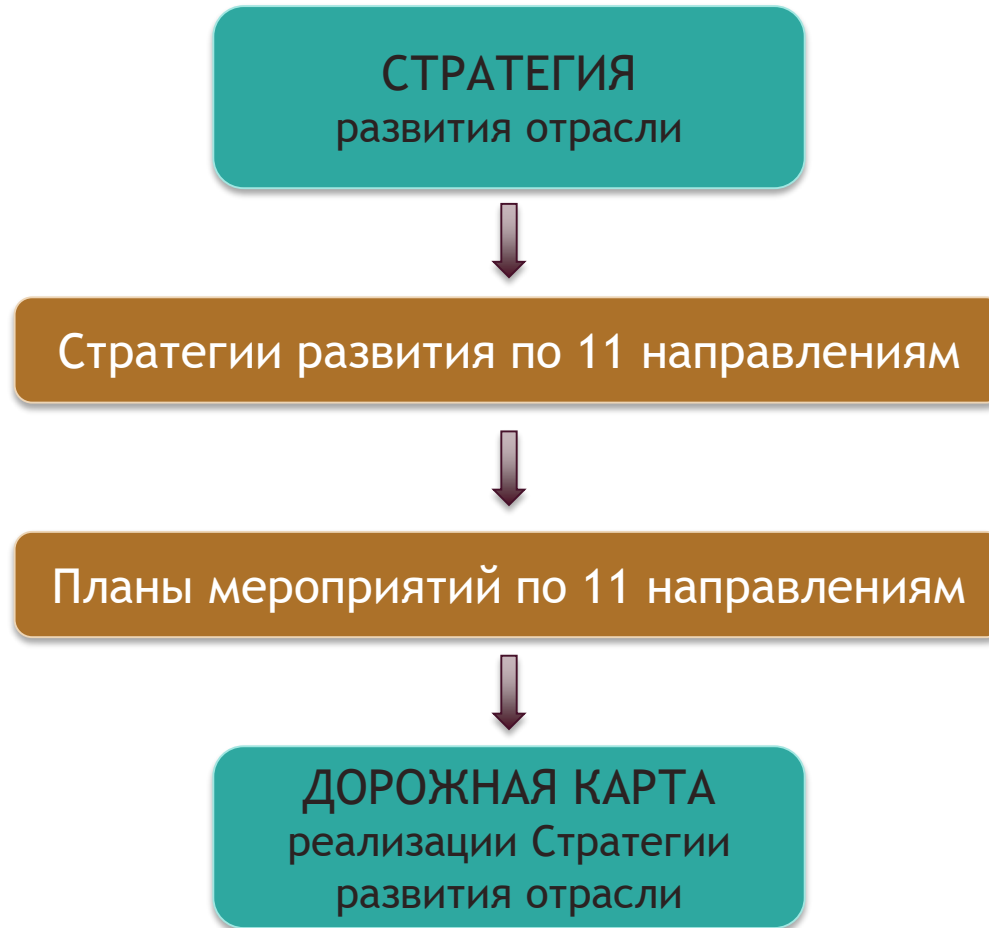 СТРАТЕГИЯ
развития отрасли
Стратегии развития по 11 направлениям
Планы мероприятий по 11 направлениям
ДОРОЖНАЯ КАРТА
реализации Стратегии
развития отрасли